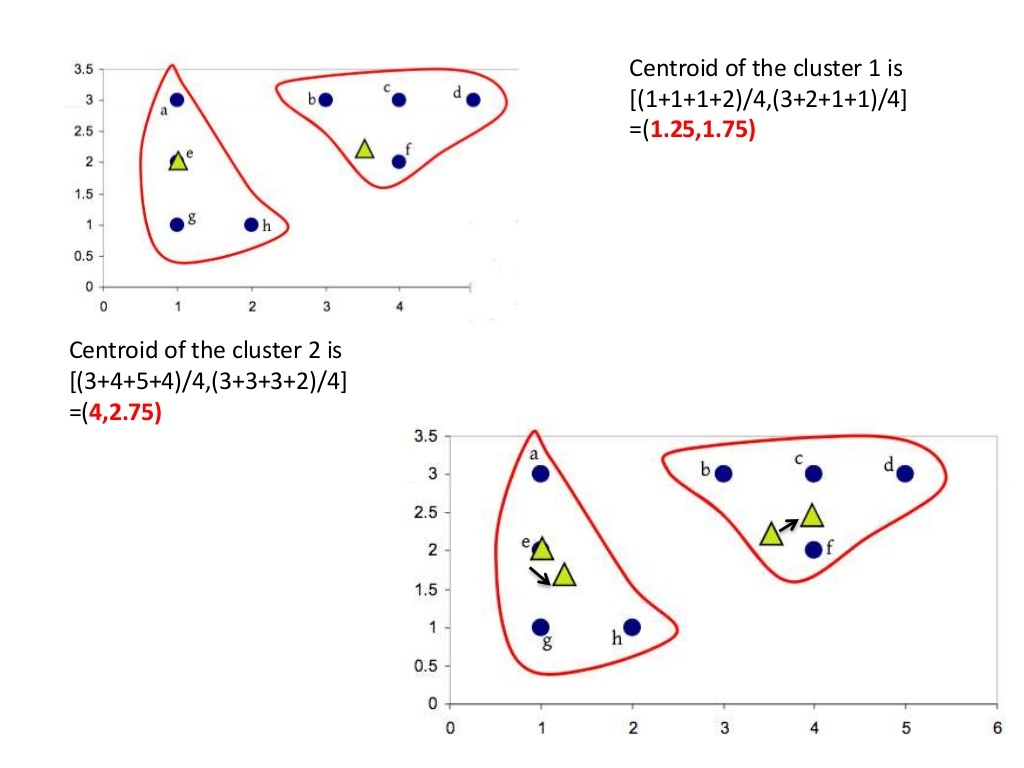 3.5
3
2.5
2
1.5
1
0.5
0
0 1 2 3 4
a
b c d
e
f
g
h
Centroid of the cluster 1 is
[(1+1+1+2)/4,(3+2+1+1)/4]
=(1.25,1.75)
Centroid of the cluster 2 is
[(3+4+5+4)/4,(3+3+3+2)/4]
=(4,2.75)
3.5
3
2.5
2
1.5
1
0.5
0
0 1 2 3 4 5 6
a
b c d
e
f
g
h